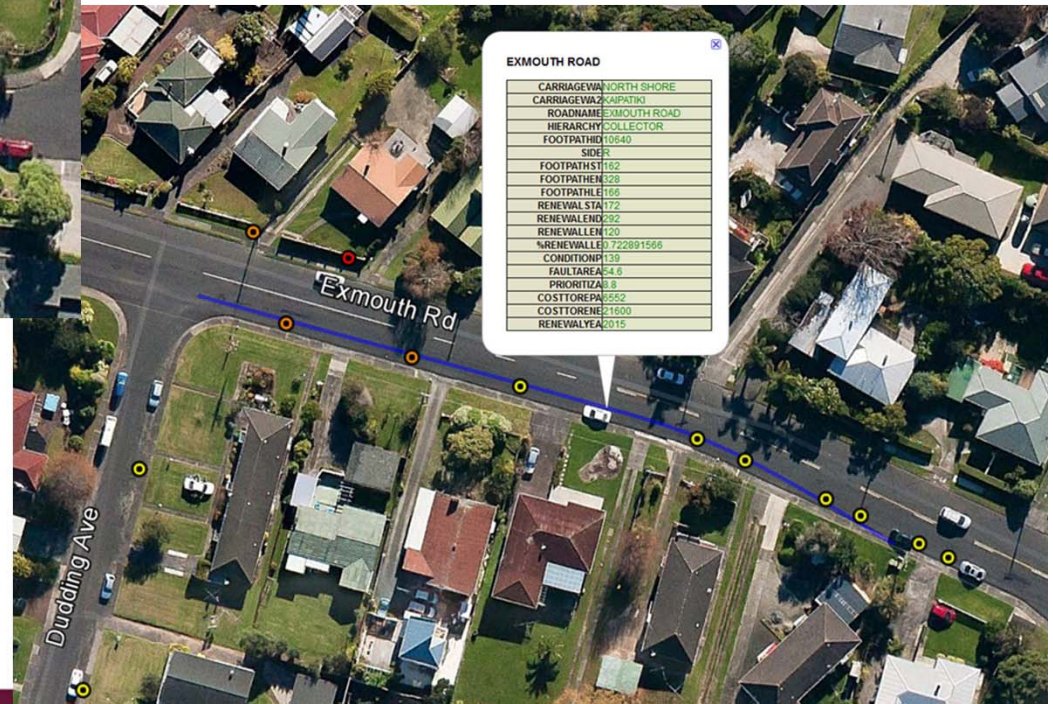 EXMOUTH ROAD
CARRIAGEWA NORTH SHORE
CARRIAGEWA2 KAIPATIKI
ROADNAME EXMOUTH ROAD
HIERARCHY COLLECTOR
FOOTPATHID 10640
SIDE R
FOOTPATHST 162
FOOTPATHEN 328
FOOTPATHLE 166
RENEWALSTA 172
RENEWALEND 292
RENEWALLEN 120
%RENEWALLE 0.722891566
CONDITIONP 139
FAULTAREA 54.6
PRIORITIZA 8.8
COSTTOREPA 6552
COSTTORENE 21600
RENEWALYEA 2015
Exmouth Rd
Dudding Ave